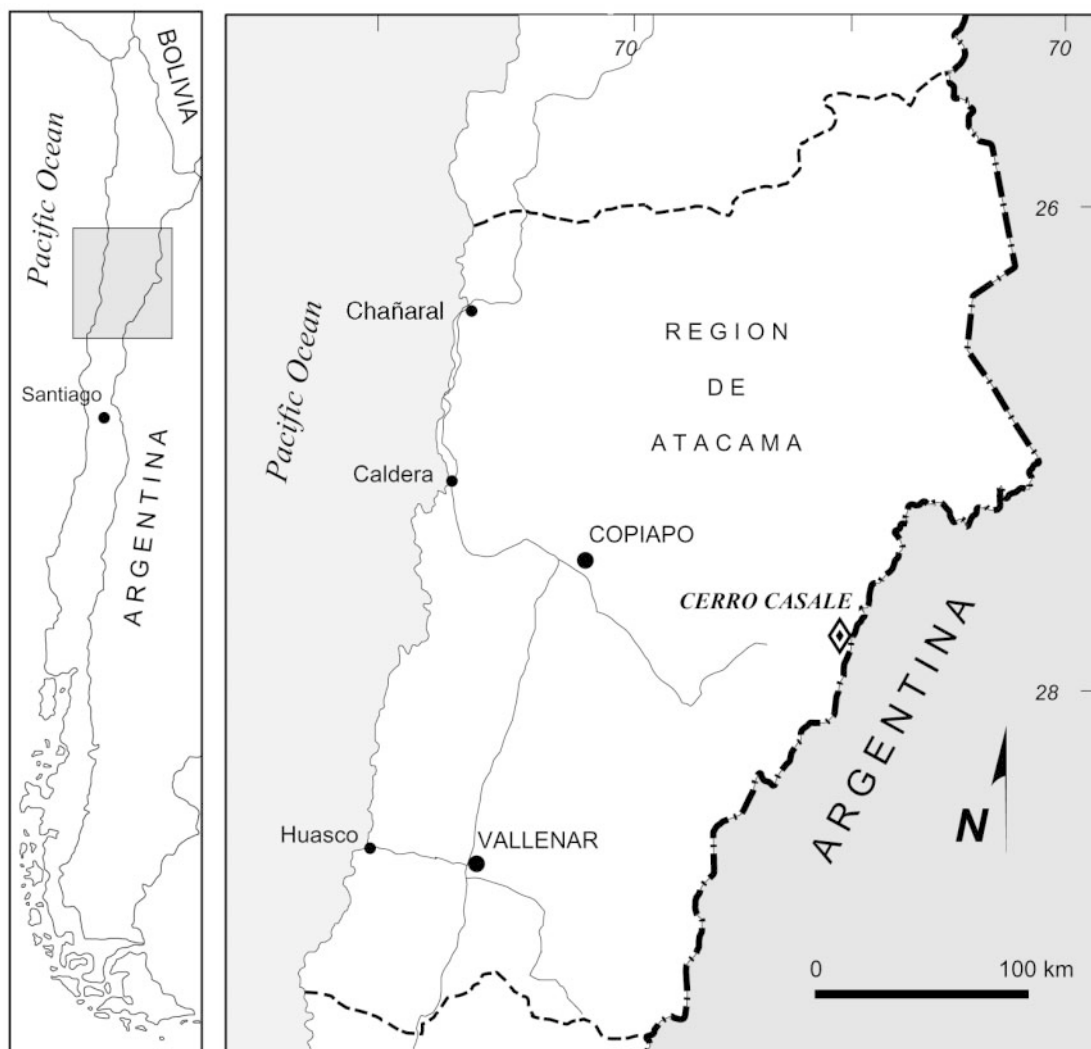 BOLIVIA
Pacific Ocean
Santiago
ARGENTINA
70
70
26
Chañaral
REGION
DE
ATACAMA
Pacific Ocean
Caldera
COPIAPO
CERRO CASALE
28
ARGENTINA
N
Huasco
VALLENAR
0
100 km